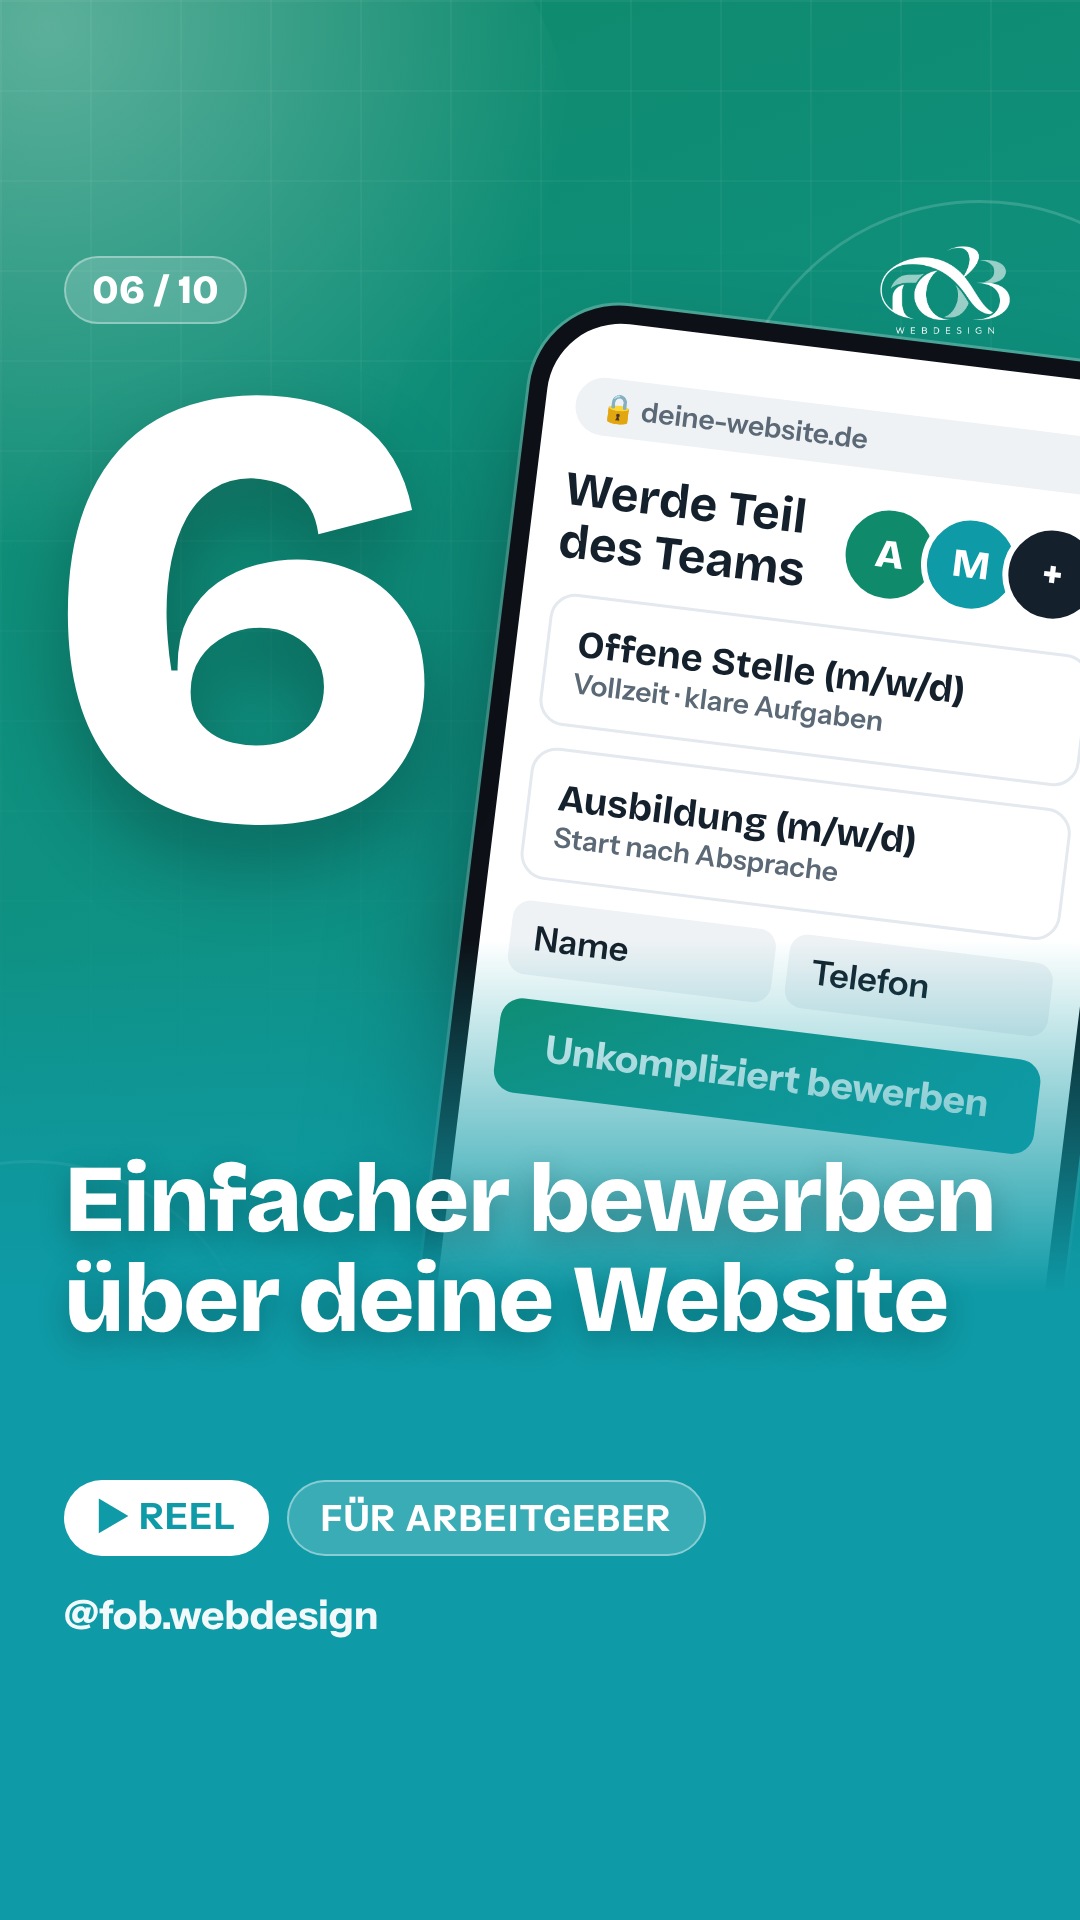 06 / 10
FOB
WEBDESIGN
6
🔒 deine-website.de
Werde Teil
des Teams
A M +
Offene Stelle (m/w/d)
Vollzeit · klare Aufgaben
Ausbildung (m/w/d)
Start nach Absprache
Name Telefon
Unkompliziert bewerben
Einfacher bewerben
über deine Website
▶ REEL FÜR ARBEITGEBER
@fob.webdesign